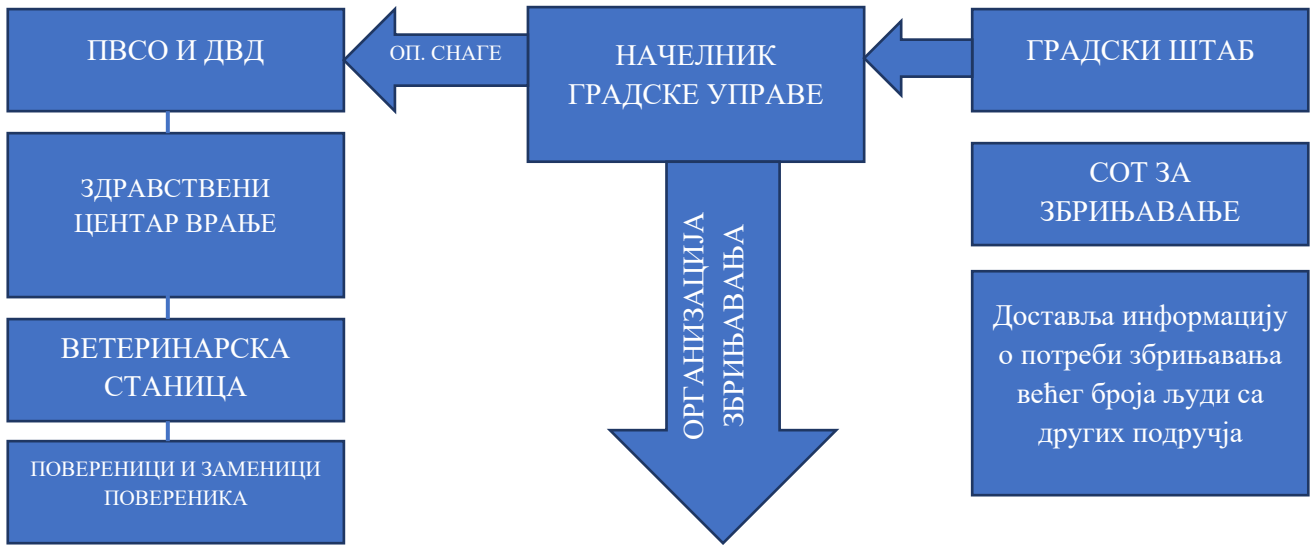 ПВСО И ДВД
ОП. СНАГЕ
НАЧЕЛНИК
ГРАДСКЕ УПРАВЕ
ГРАДСКИ ШТАБ
ЗДРАВСТВЕНИ
ЦЕНТАР ВРАЊЕ
ВЕТЕРИНАРСКА
СТАНИЦА
ПОВЕРЕНИЦИ И ЗАМЕНИЦИ
ПОВЕРЕНИКА
ОРГАНИЗАЦИЈА
ЗБРИЊАВАЊА
СОТ ЗА
ЗБРИЊАВАЊЕ
Доставља информацију
о потреби збрињавања
већег броја људи са
других подручја